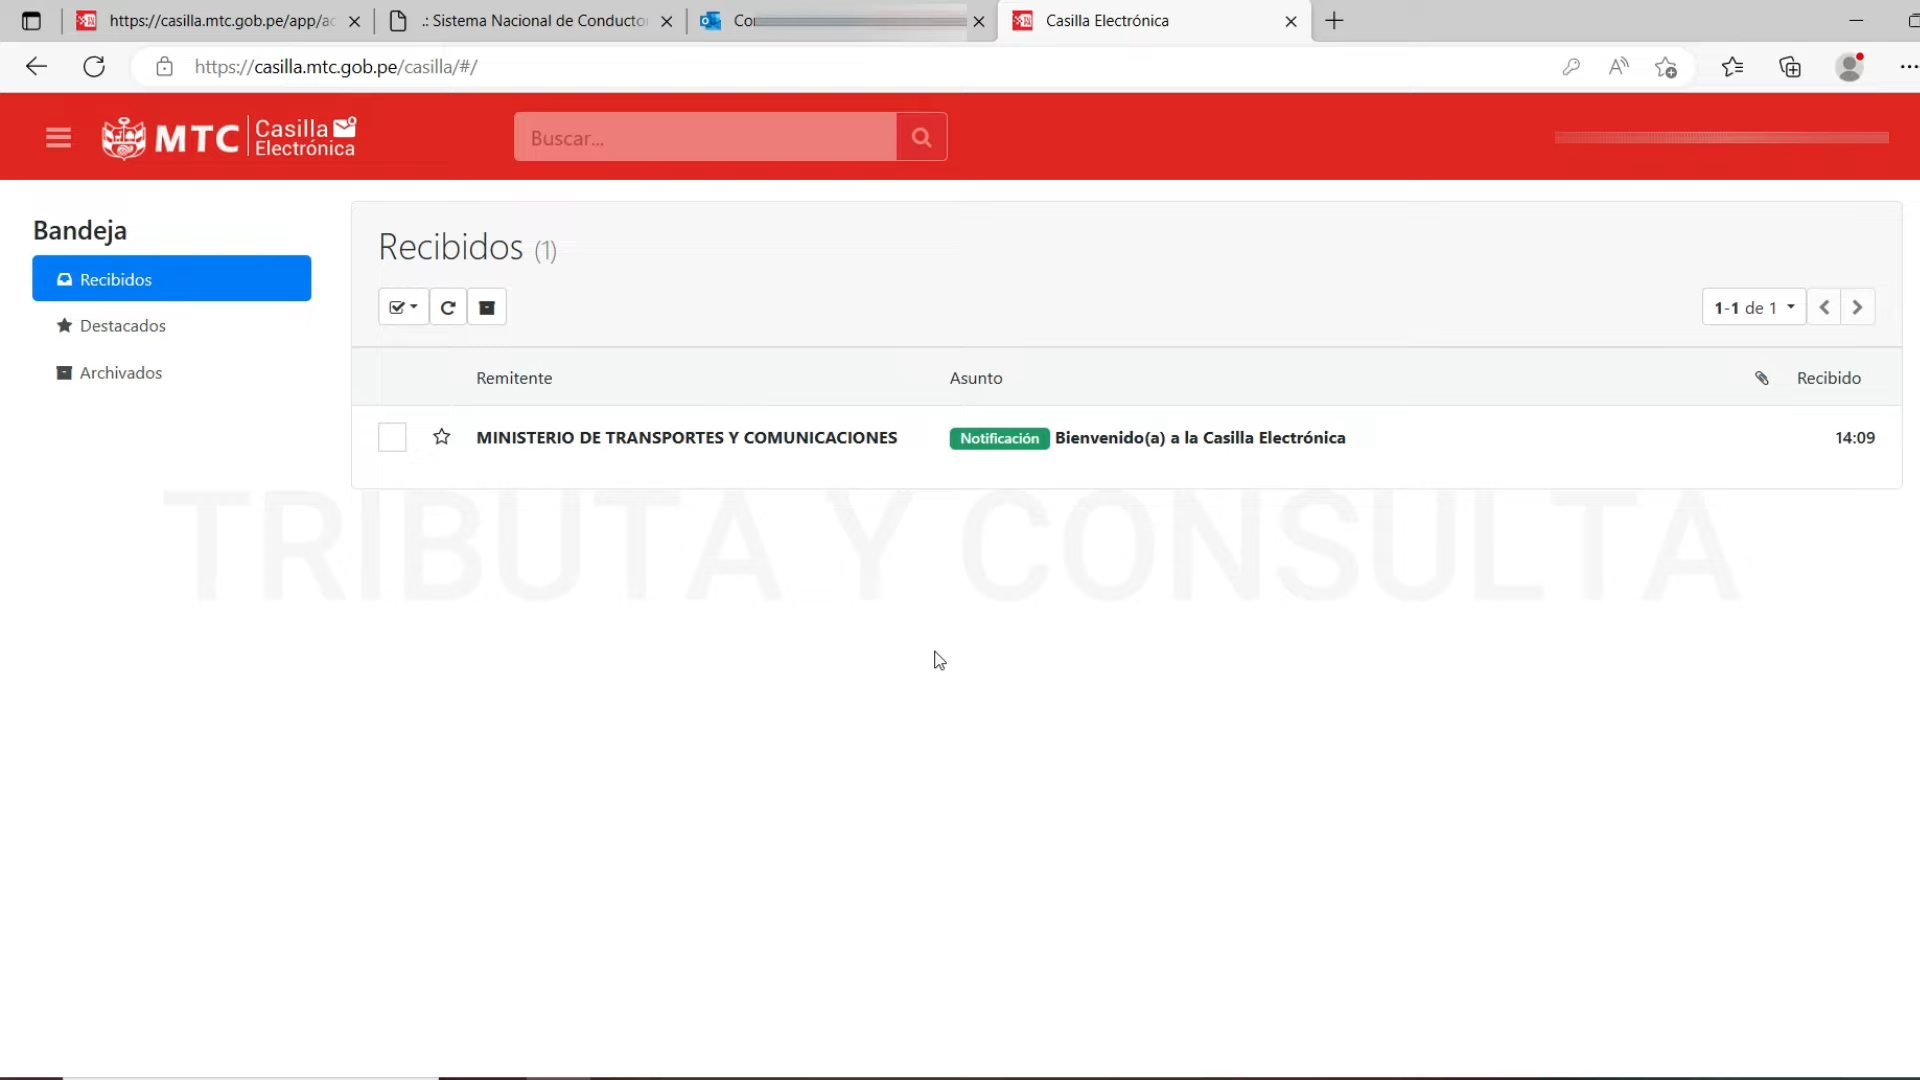 https://casilla.mtc.gob.pe/app/ac
.: Sistema Nacional de Conducto
Co
Casilla Electrónica
https://casilla.mtc.gob.pe/casilla/#/
MTC
Casilla
Electrónica
Buscar...
Bandeja
Recibidos
Destacados
Archivados
Recibidos (1)
1-1 de 1
Remitente Asunto Recibido
MINISTERIO DE TRANSPORTES Y COMUNICACIONES Notificación Bienvenido(a) a la Casilla Electrónica 14:09
TRIBUTA Y CONSULTA